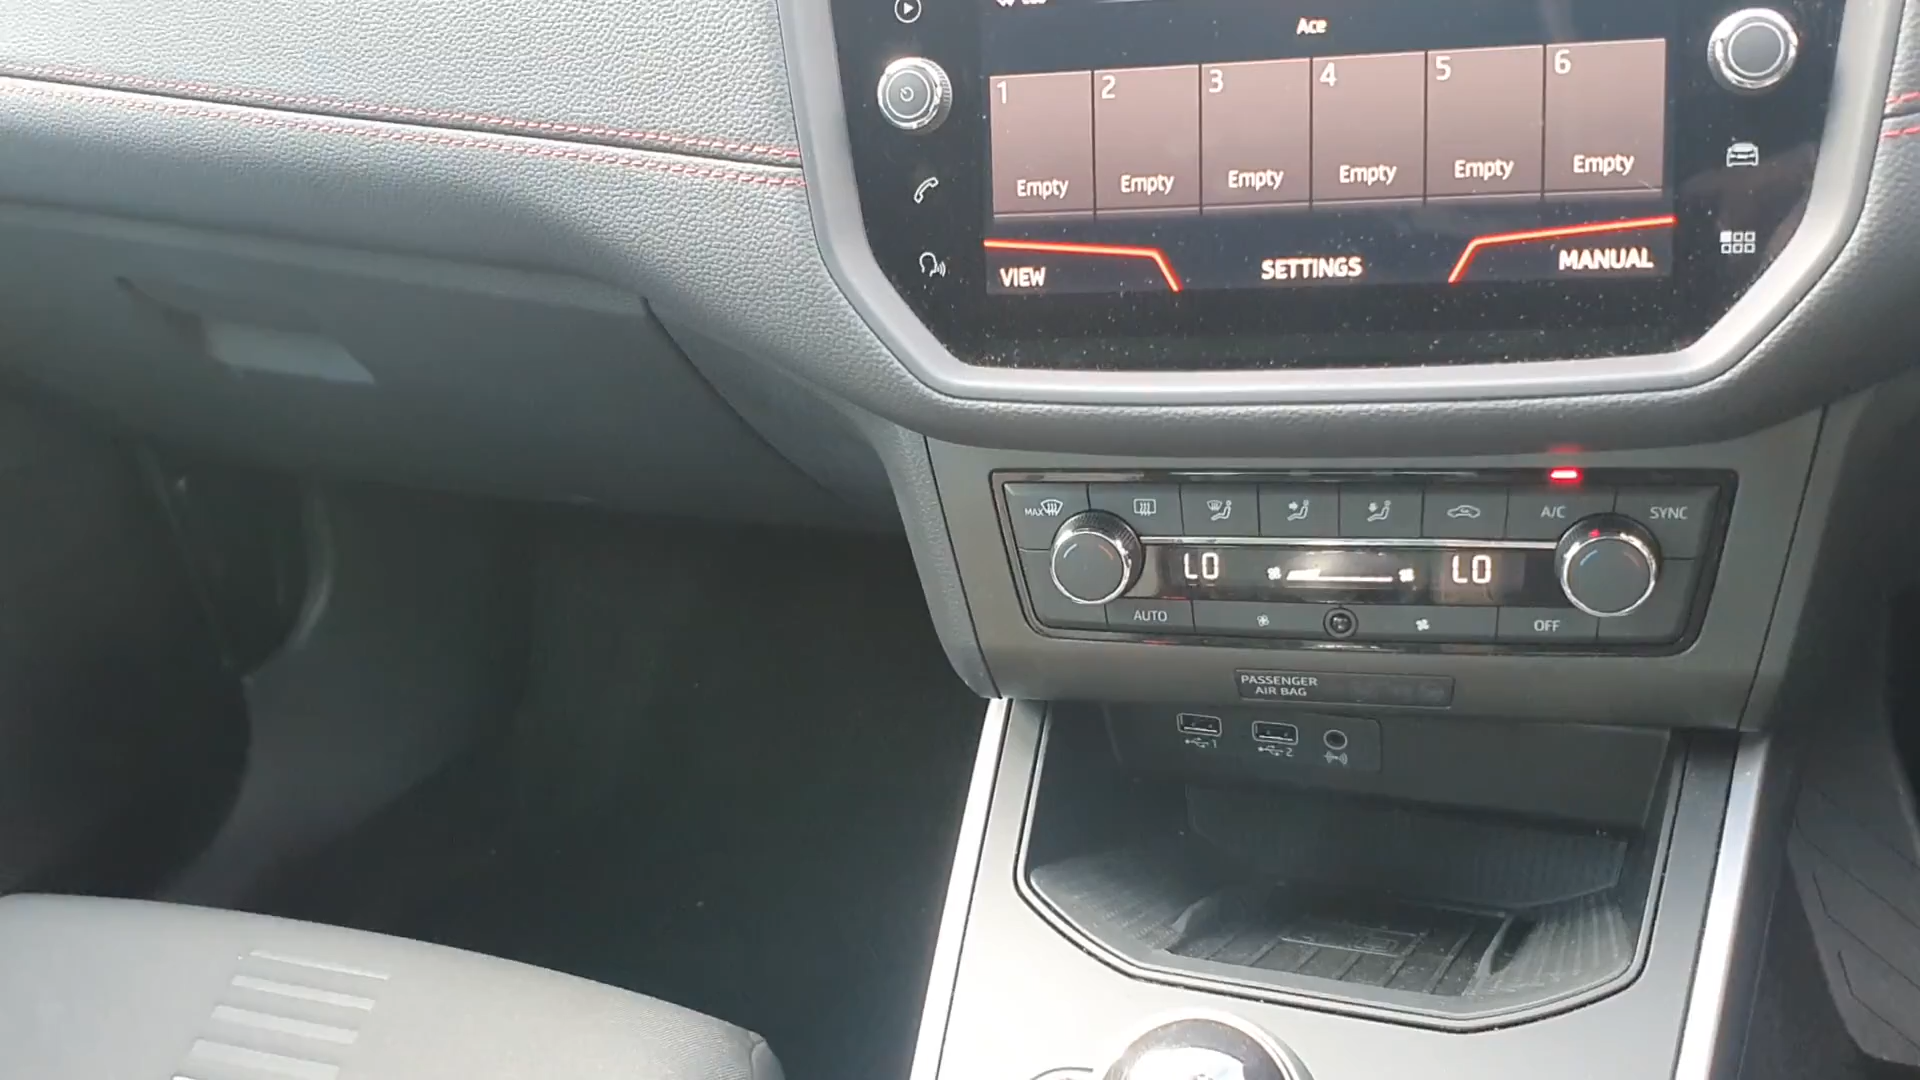 Ace
1 2 3 4 5 6
Empty Empty Empty Empty Empty Empty
VIEW SETTINGS MANUAL
MAX A/C SYNC
LO LO
AUTO OFF
PASSENGER
AIR BAG
1 2